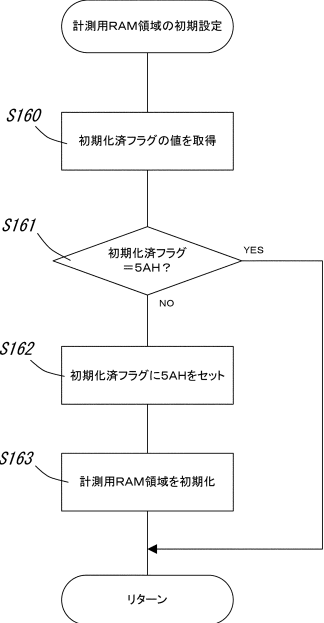 計測用RAM領域の初期設定
S160
初期化済フラグの値を取得
S161
初期化済フラグ
=5AH?
YES
NO
S162
初期化済フラグに5AHをセット
S163
計測用RAM領域を初期化
リターン